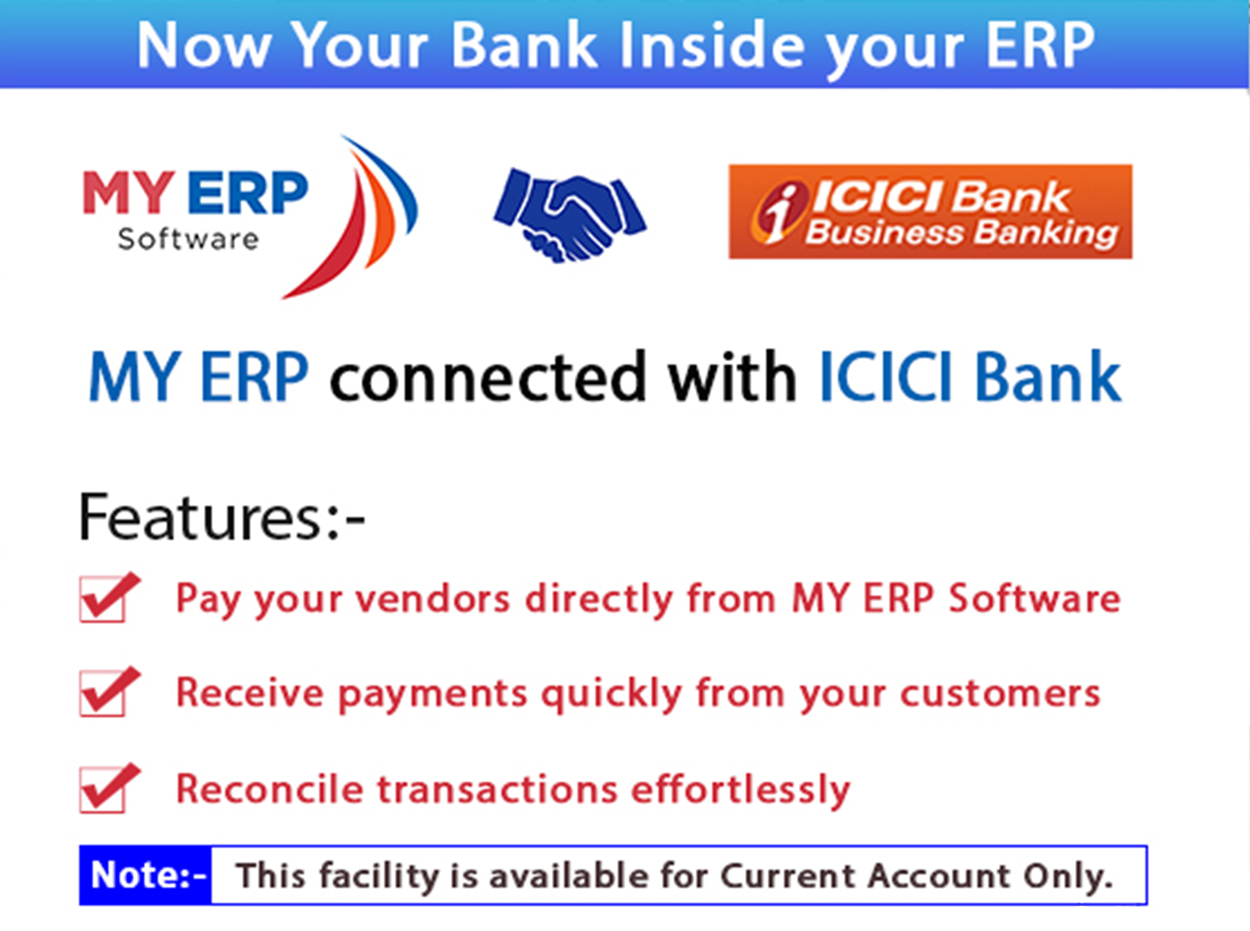 Now Your Bank Inside your ERP
MY ERP
Software
ICICI Bank
Business Banking
MY ERP connected with ICICI Bank
Features:-
Pay your vendors directly from MY ERP Software
Receive payments quickly from your customers
Reconcile transactions effortlessly
Note:- This facility is available for Current Account Only.